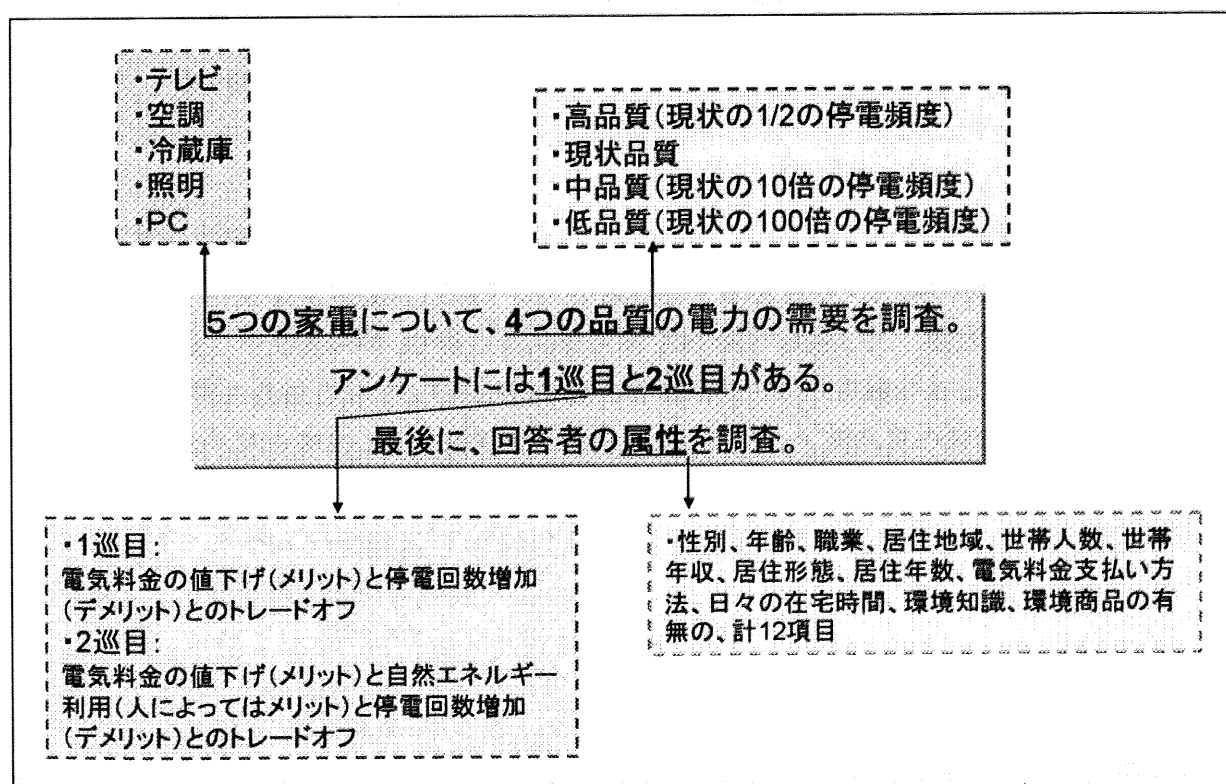 ・テレビ
・空調
・冷蔵庫
・照明
・PC
・高品質(現状の1/2の停電頻度)
・現状品質
・中品質(現状の10倍の停電頻度)
・低品質(現状の100倍の停電頻度)
5つの家電について、4つの品質の電力の需要を調査。
アンケートには1巡目と2巡目がある。
最後に、回答者の属性を調査。
・1巡目:
電気料金の値下げ(メリット)と停電回数増加
(デメリット)とのトレードオフ
・2巡目:
電気料金の値下げ(メリット)と自然エネルギー
利用(人によってはメリット)と停電回数増加
(デメリット)とのトレードオフ
・性別、年齢、職業、居住地域、世帯人数、世帯
年収、居住形態、居住年数、電気料金支払い方
法、日々の在宅時間、環境知識、環境商品の有
無の、計12項目